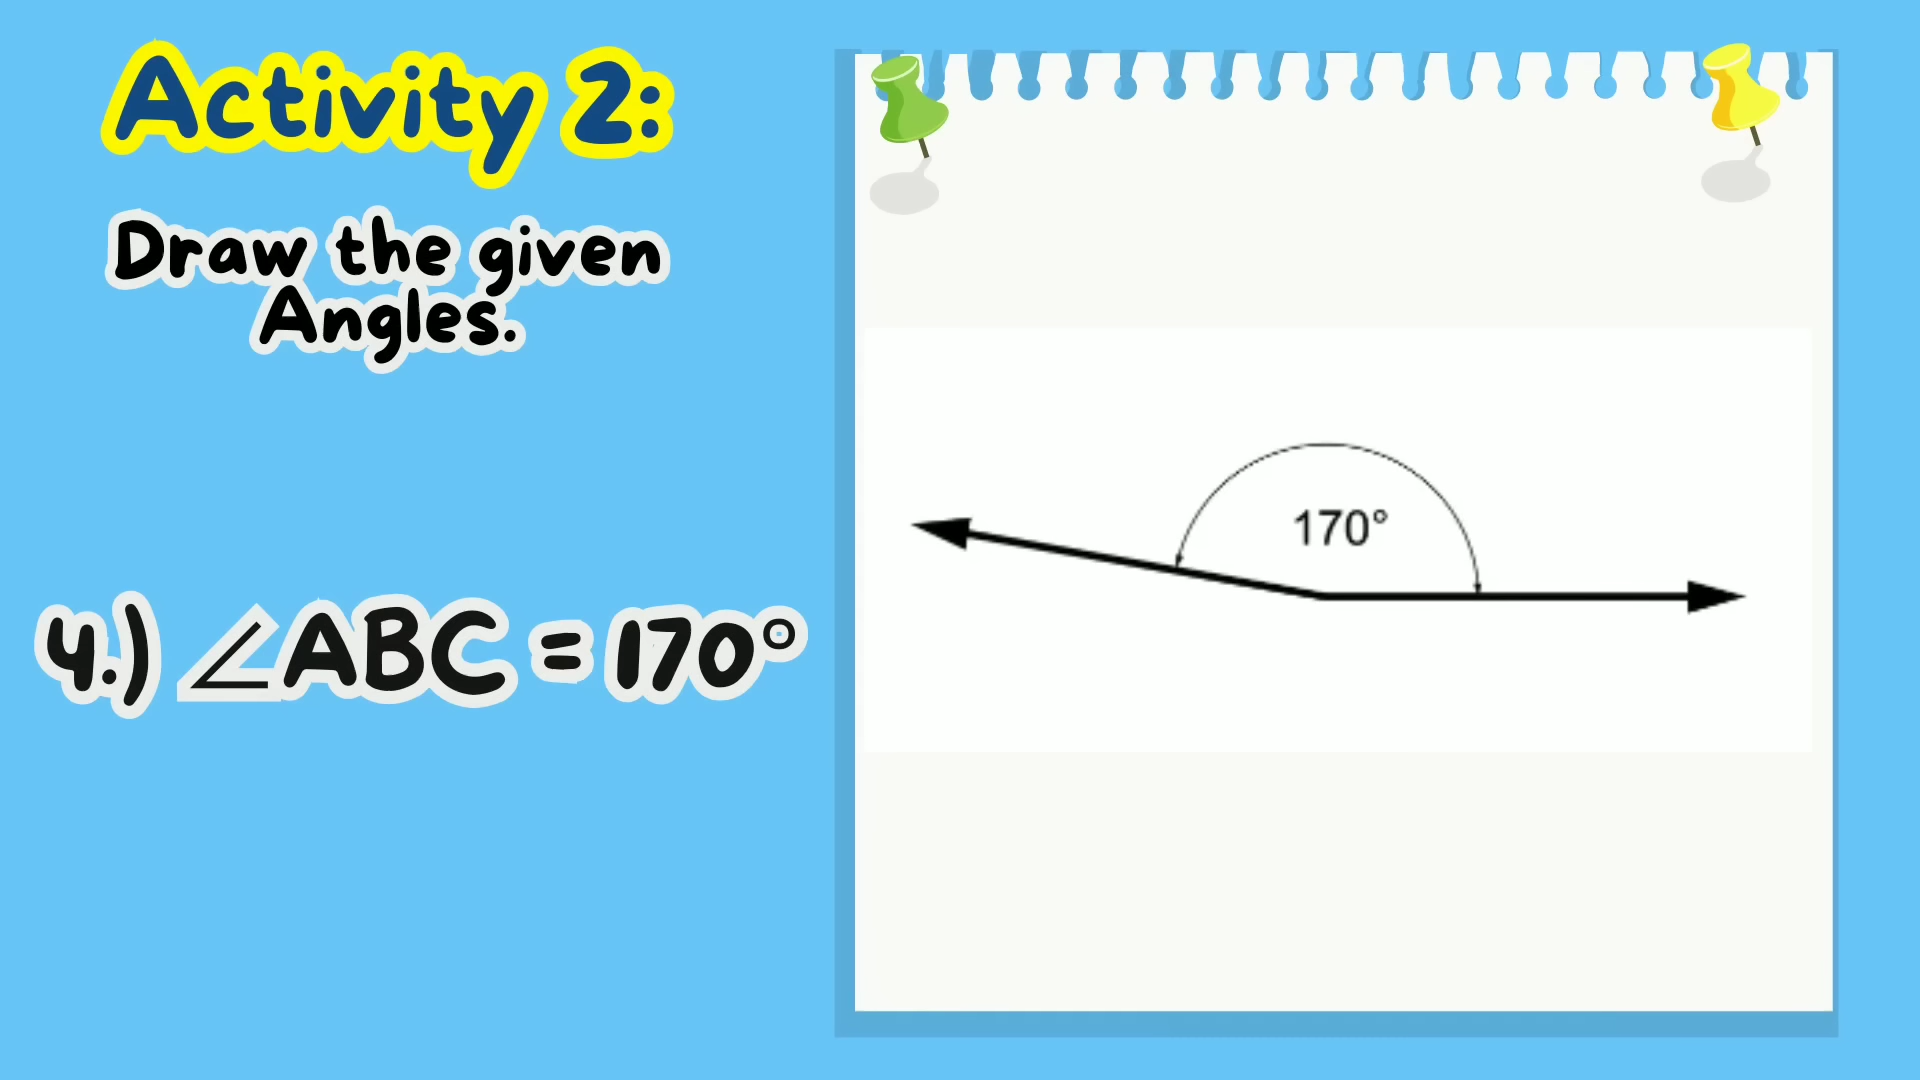 Activity 2:
Draw the given
Angles.
4.) ∠ABC = 170°
170°